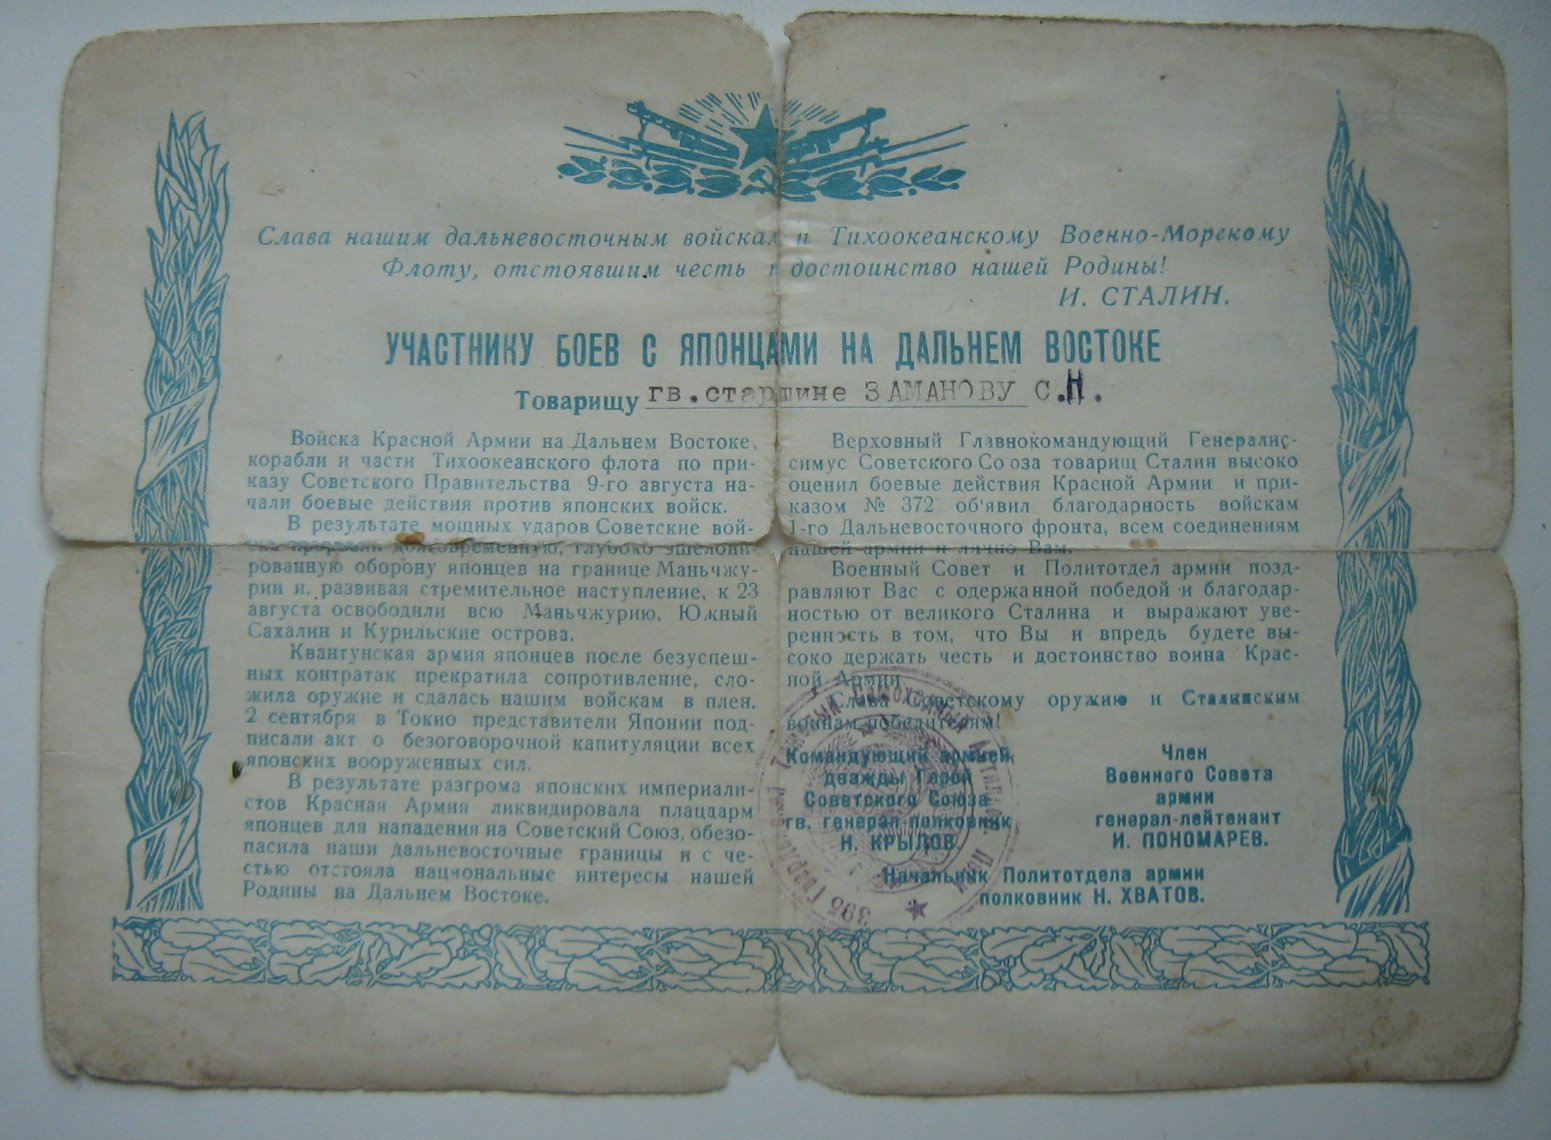 Слава нашим дальневосточным войскам и Тихоокеанскому Военно-Морскому
Флоту, отстоявшим честь и достоинство нашей Родины!
И. СТАЛИН.
УЧАСТНИКУ БОЕВ С ЯПОНЦАМИ НА ДАЛЬНЕМ ВОСТОКЕ
Товарищу гв.старшине ЗАМАНОВУ С.Н.
Войска Красной Армии на Дальнем Востоке,
корабли и части Тихоокеанского флота по при-
казу Советского Правительства 9-го августа на-
чали боевые действия против японских войск.
В результате мощных ударов Советские вой-
ска прорвали долговременную, глубоко эшелони-
рованную оборону японцев на границе Маньчжу-
рии и, развивая стремительное наступление, к 23
августа освободили всю Маньчжурию, Южный
Сахалин и Курильские острова.
Квантунская армия японцев после безуспеш-
ных контратак прекратила сопротивление, сло-
жила оружие и сдалась нашим войскам в плен.
2 сентября в Токио представители Японии под-
писали акт о безоговорочной капитуляции всех
японских вооруженных сил.
В результате разгрома японских империали-
стов Красная Армия ликвидировала плацдарм
японцев для нападения на Советский Союз, обезо-
пасила наши дальневосточные границы и с че-
стью отстояла национальные интересы нашей
Родины на Дальнем Востоке.
Верховный Главнокомандующий Генералис-
симус Советского Союза товарищ Сталин высоко
оценил боевые действия Красной Армии и при-
казом № 372 об'явил благодарность войскам
1-го Дальневосточного фронта, всем соединениям
нашей армии и лично Вам.
Военный Совет и Политотдел армии позд-
равляют Вас с одержанной победой и благодар-
ностью от великого Сталина и выражают уве-
ренность в том, что Вы и впредь будете вы-
соко держать честь и достоинство воина Крас-
ной Армии.
Слава Советскому оружию и Сталинским
воинам-победителям!
Командующий армией
дважды Герой
Советского Союза
гв. генерал-полковник
Н. КРЫЛОВ.
Член
Военного Совета
армии
генерал-лейтенант
И. ПОНОМАРЕВ.
Начальник Политотдела армии
полковник Н. ХВАТОВ.
395 Гвардейский Тяжелый Самоходный Артиллер. Полк